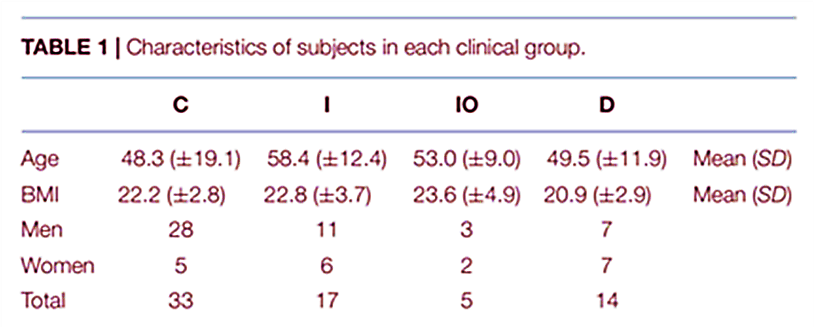 TABLE 1 | Characteristics of subjects in each clinical group.
C I IO D
Age 48.3 (±19.1) 58.4 (±12.4) 53.0 (±9.0) 49.5 (±11.9) Mean (SD)
BMI 22.2 (±2.8) 22.8 (±3.7) 23.6 (±4.9) 20.9 (±2.9) Mean (SD)
Men 28 11 3 7
Women 5 6 2 7
Total 33 17 5 14